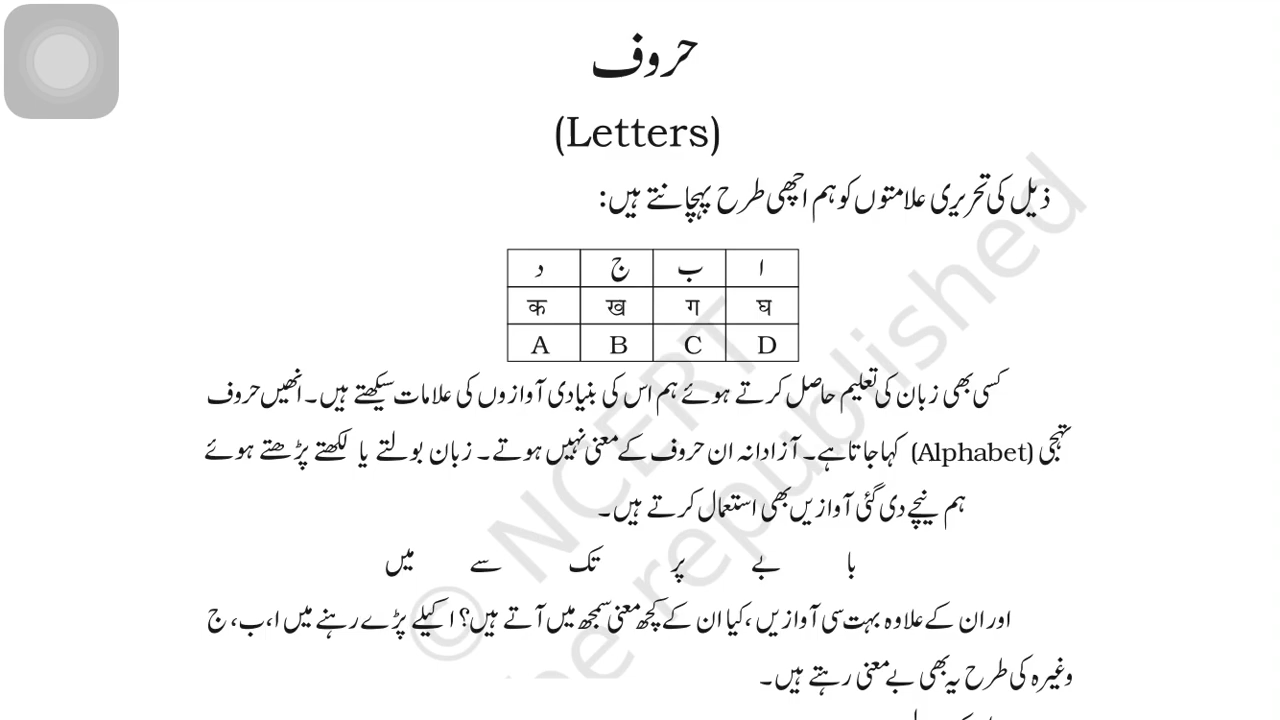 حروف
(Letters)
ذیل کی تحریری علامتوں کو ہم اچھی طرح پہچانتے ہیں:
ا ب ج د
क ख ग घ
A B C D
کسی بھی زبان کی تعلیم حاصل کرتے ہوئے ہم اس کی بنیادی آوازوں کی علامات سیکھتے ہیں۔ انھیں حروف
تہجی (Alphabet) کہا جاتا ہے۔ آزادانہ ان حروف کے معنی نہیں ہوتے۔ زبان بولتے یا لکھتے پڑھتے ہوئے
ہم نیچے دی گئی آوازیں بھی استعمال کرتے ہیں۔
با بے پر تک سے میں
اور ان کے علاوہ بہت سی آوازیں، کیا ان کے کچھ معنی سمجھ میں آتے ہیں؟ اکیلے پڑے رہنے میں ا، ب، ج
وغیرہ کی طرح یہ بھی بے معنی رہتے ہیں۔
© NCERT
be republished